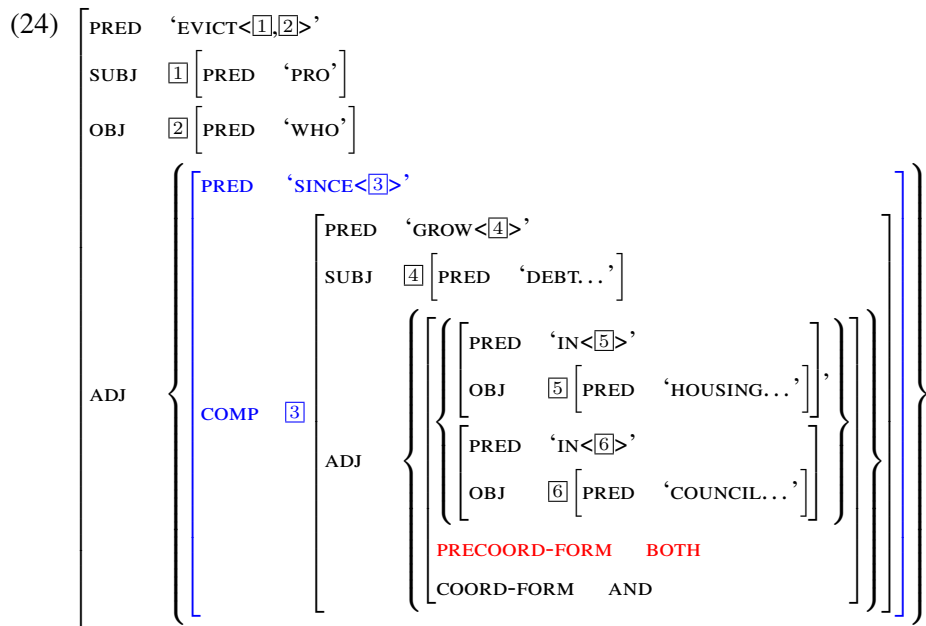 (24) PRED ‘EVICT<1,2>’
SUBJ 1 [PRED ‘PRO’]
OBJ 2 [PRED ‘WHO’]
PRED ‘SINCE<3>’
PRED ‘GROW<4>’
SUBJ 4 [PRED ‘DEBT...’]
PRED ‘IN<5>’
OBJ 5 [PRED ‘HOUSING...’],
ADJ
COMP 3
PRED ‘IN<6>’
ADJ
OBJ 6 [PRED ‘COUNCIL...’]
PRECOORD-FORM BOTH
COORD-FORM AND